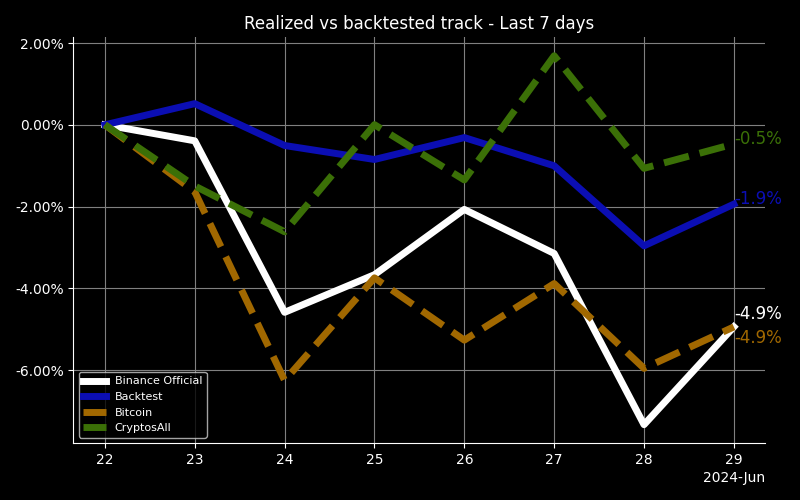 Realized vs backtested track - Last 7 days
2.00%
0.00%
-2.00%
-4.00%
-6.00%
-0.5%
-1.9%
-4.9%
-4.9%
Binance Official
Backtest
Bitcoin
CryptosAll
22 23 24 25 26 27 28 29
2024-Jun